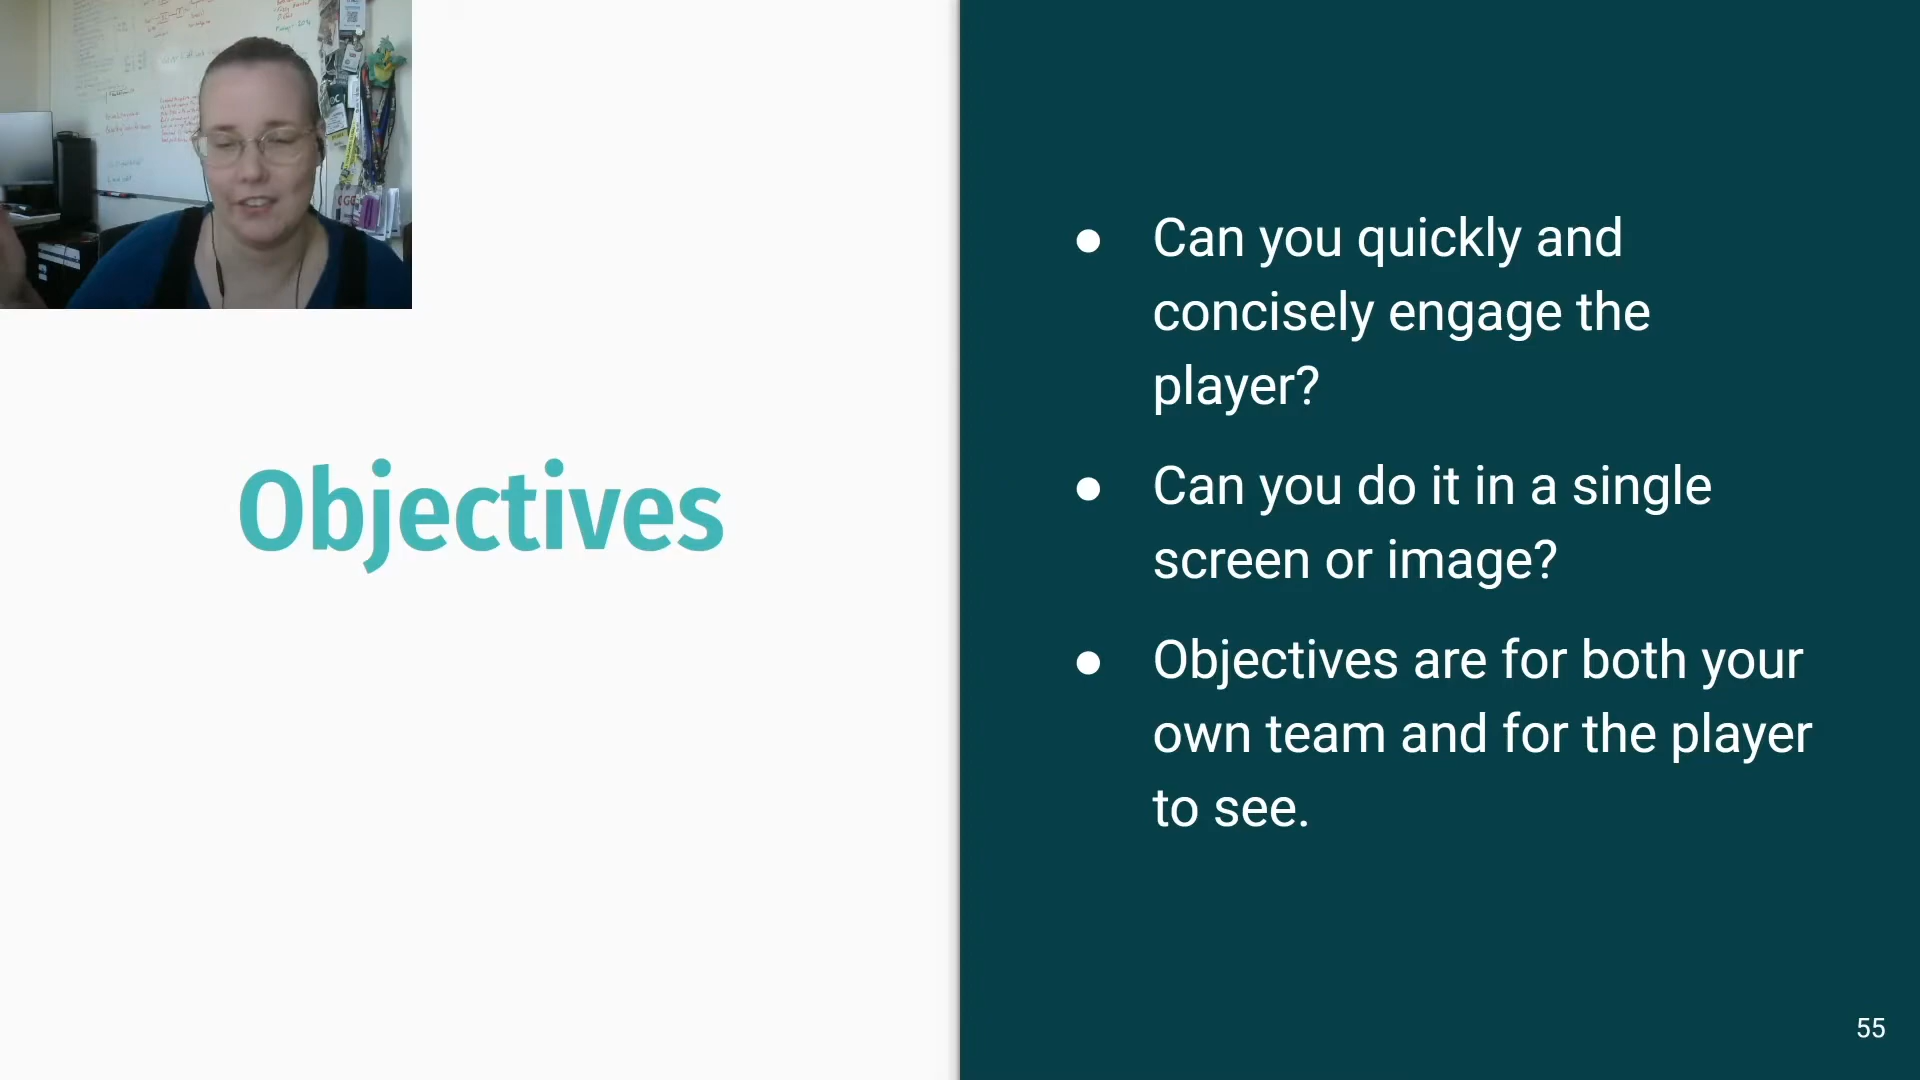 Objectives
● Can you quickly and
concisely engage the
player?
● Can you do it in a single
screen or image?
● Objectives are for both your
own team and for the player
to see.
55